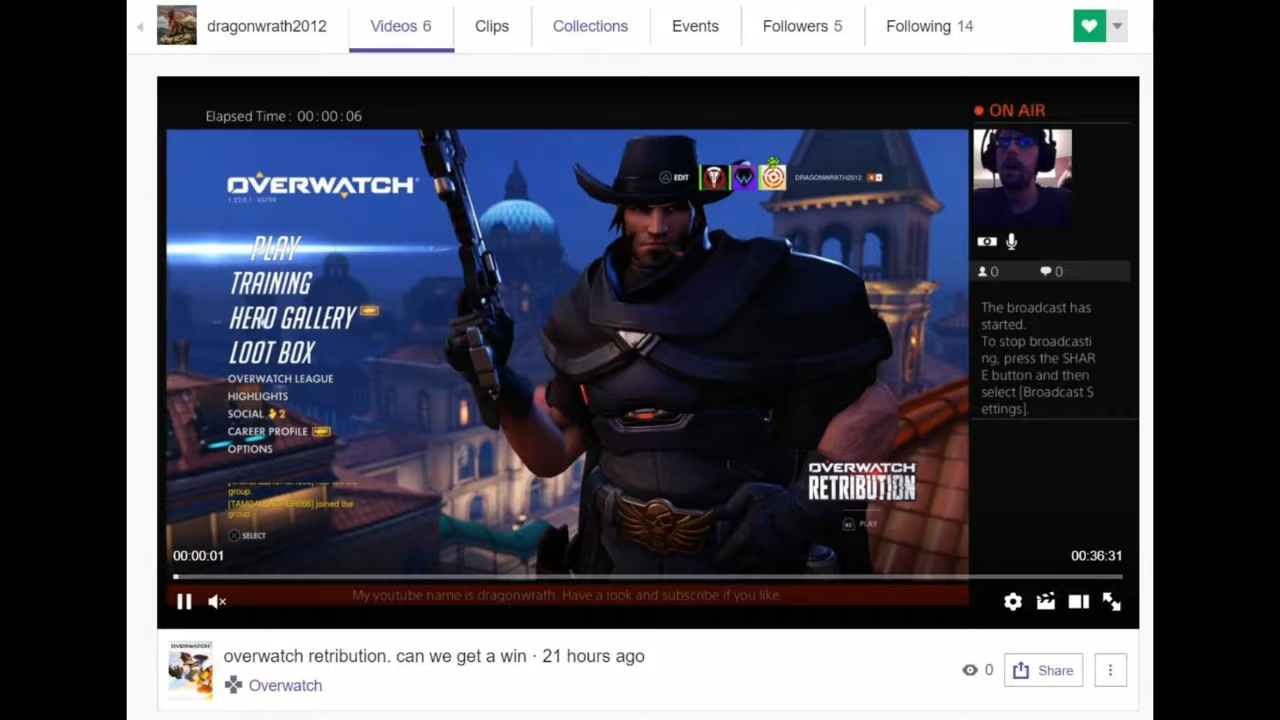 dragonwrath2012
Videos 6
Clips
Collections
Events
Followers 5
Following 14
Elapsed Time: 00:00:06
ON AIR
OVERWATCH
EDIT
DRAGONWRATH2012
PLAY
TRAINING
HERO GALLERY
LOOT BOX
OVERWATCH LEAGUE
HIGHLIGHTS
SOCIAL 2
CAREER PROFILE
OPTIONS
group.
joined the
group.
SELECT
0
0
The broadcast has
started.
To stop broadcasti
ng, press the SHAR
E button and then
select [Broadcast S
ettings].
OVERWATCH
RETRIBUTION
PLAY
00:00:01
00:36:31
My youtube name is dragonwrath. Have a look and subscribe if you like.
OVERWATCH
overwatch retribution. can we get a win · 21 hours ago
Overwatch
0
Share